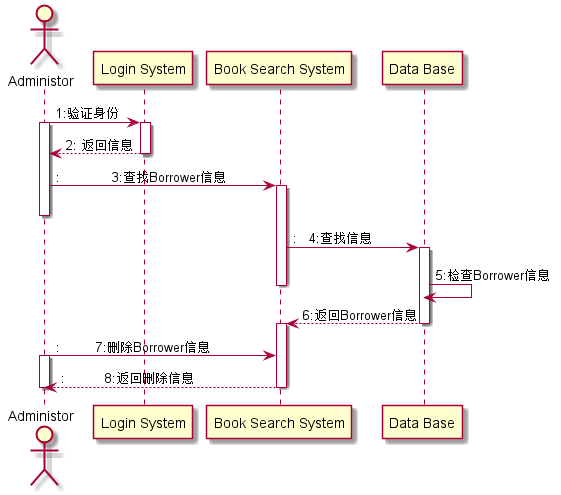 Administor
Login System
Book Search System
Data Base
1:验证身份
2: 返回信息
: 3:查找Borrower信息
: 4:查找信息
5:检查Borrower信息
6:返回Borrower信息
: 7:删除Borrower信息
: 8:返回删除信息
Administor
Login System
Book Search System
Data Base